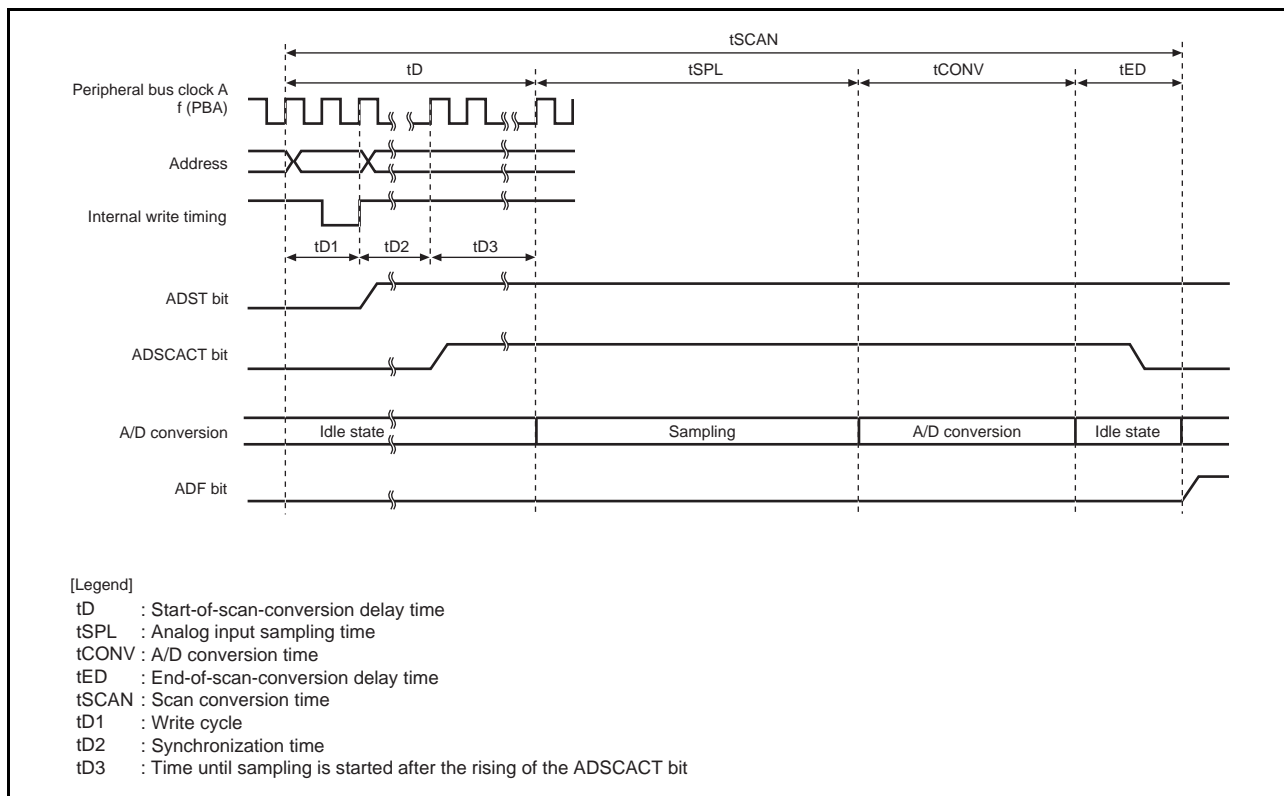 tSCAN
tD
tSPL
tCONV
tED
Peripheral bus clock A
f (PBA)
Address
Internal write timing
tD1
tD2
tD3
ADST bit
ADSCACT bit
A/D conversion
Idle state
Sampling
A/D conversion
Idle state
ADF bit
[Legend]
tD : Start-of-scan-conversion delay time
tSPL : Analog input sampling time
tCONV : A/D conversion time
tED : End-of-scan-conversion delay time
tSCAN : Scan conversion time
tD1 : Write cycle
tD2 : Synchronization time
tD3 : Time until sampling is started after the rising of the ADSCACT bit